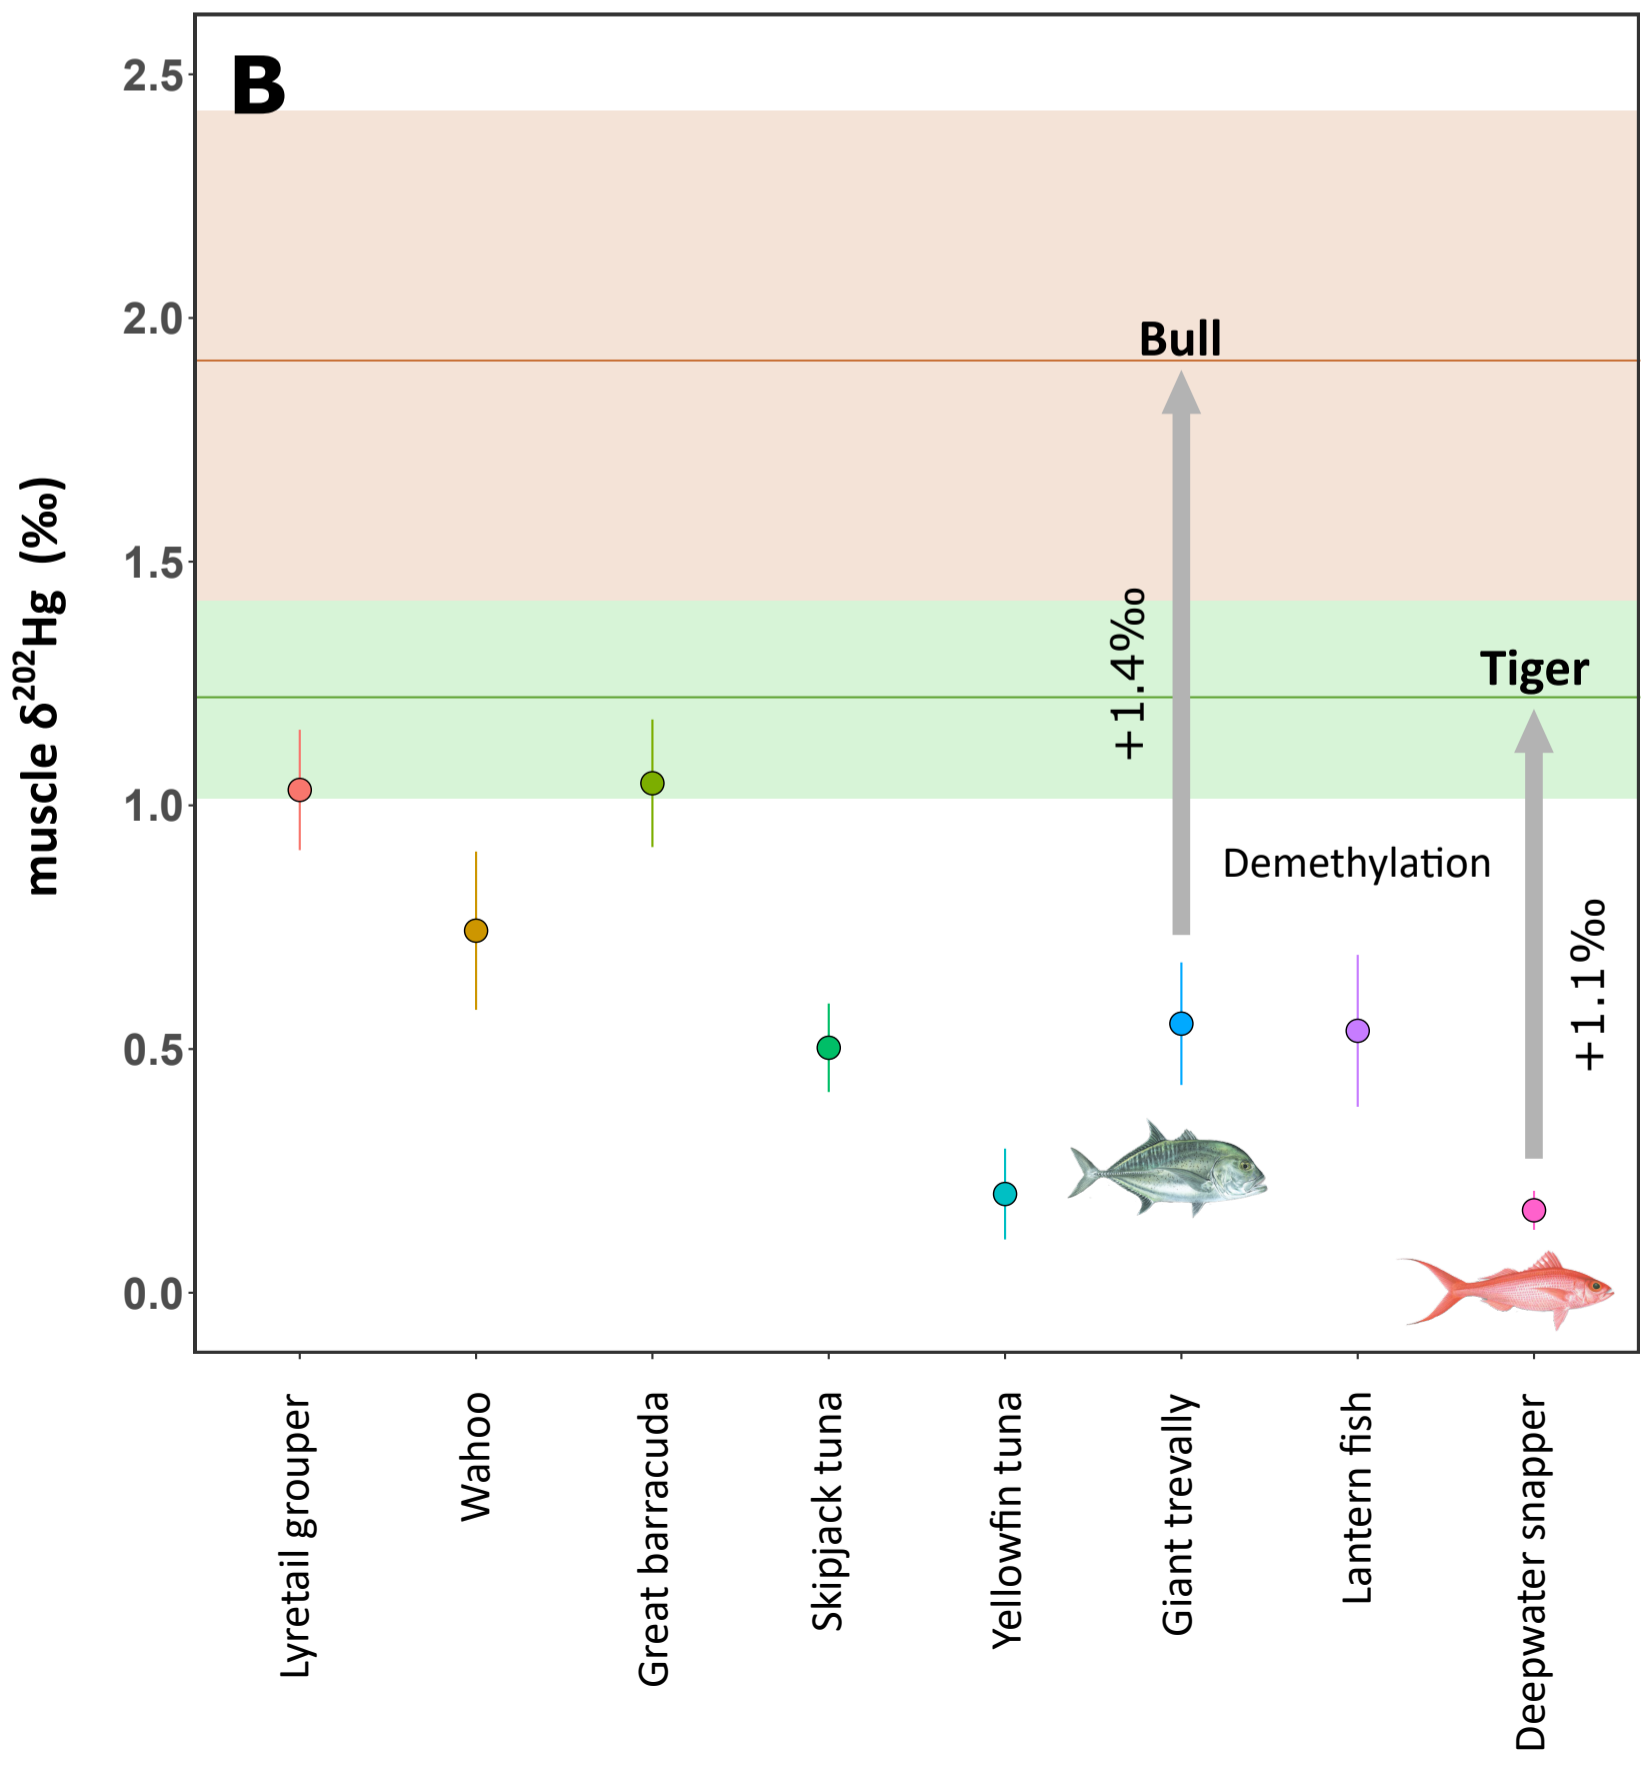 B
2.5
2.0
1.5
1.0
0.5
0.0
muscle δ²⁰²Hg (‰)
Bull
Tiger
+1.4‰
Demethylation
+1.1‰
Lyretail grouper
Wahoo
Great barracuda
Skipjack tuna
Yellowfin tuna
Giant trevally
Lantern fish
Deepwater snapper